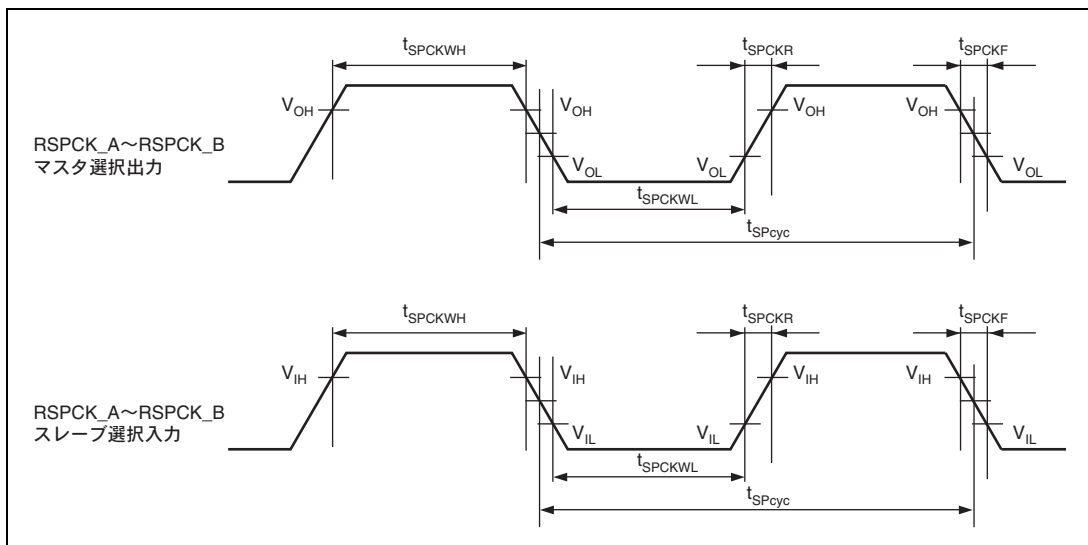 tSPCKWH tSPCKR tSPCKF
VOH VOH VOH VOH
RSPCK_A～RSPCK_B
マスタ選択出力
VOL VOL VOL
tSPCKWL
tSPcyc
tSPCKWH tSPCKR tSPCKF
VIH VIH VIH VIH
RSPCK_A～RSPCK_B
スレーブ選択入力
VIL VIL VIL
tSPCKWL
tSPcyc